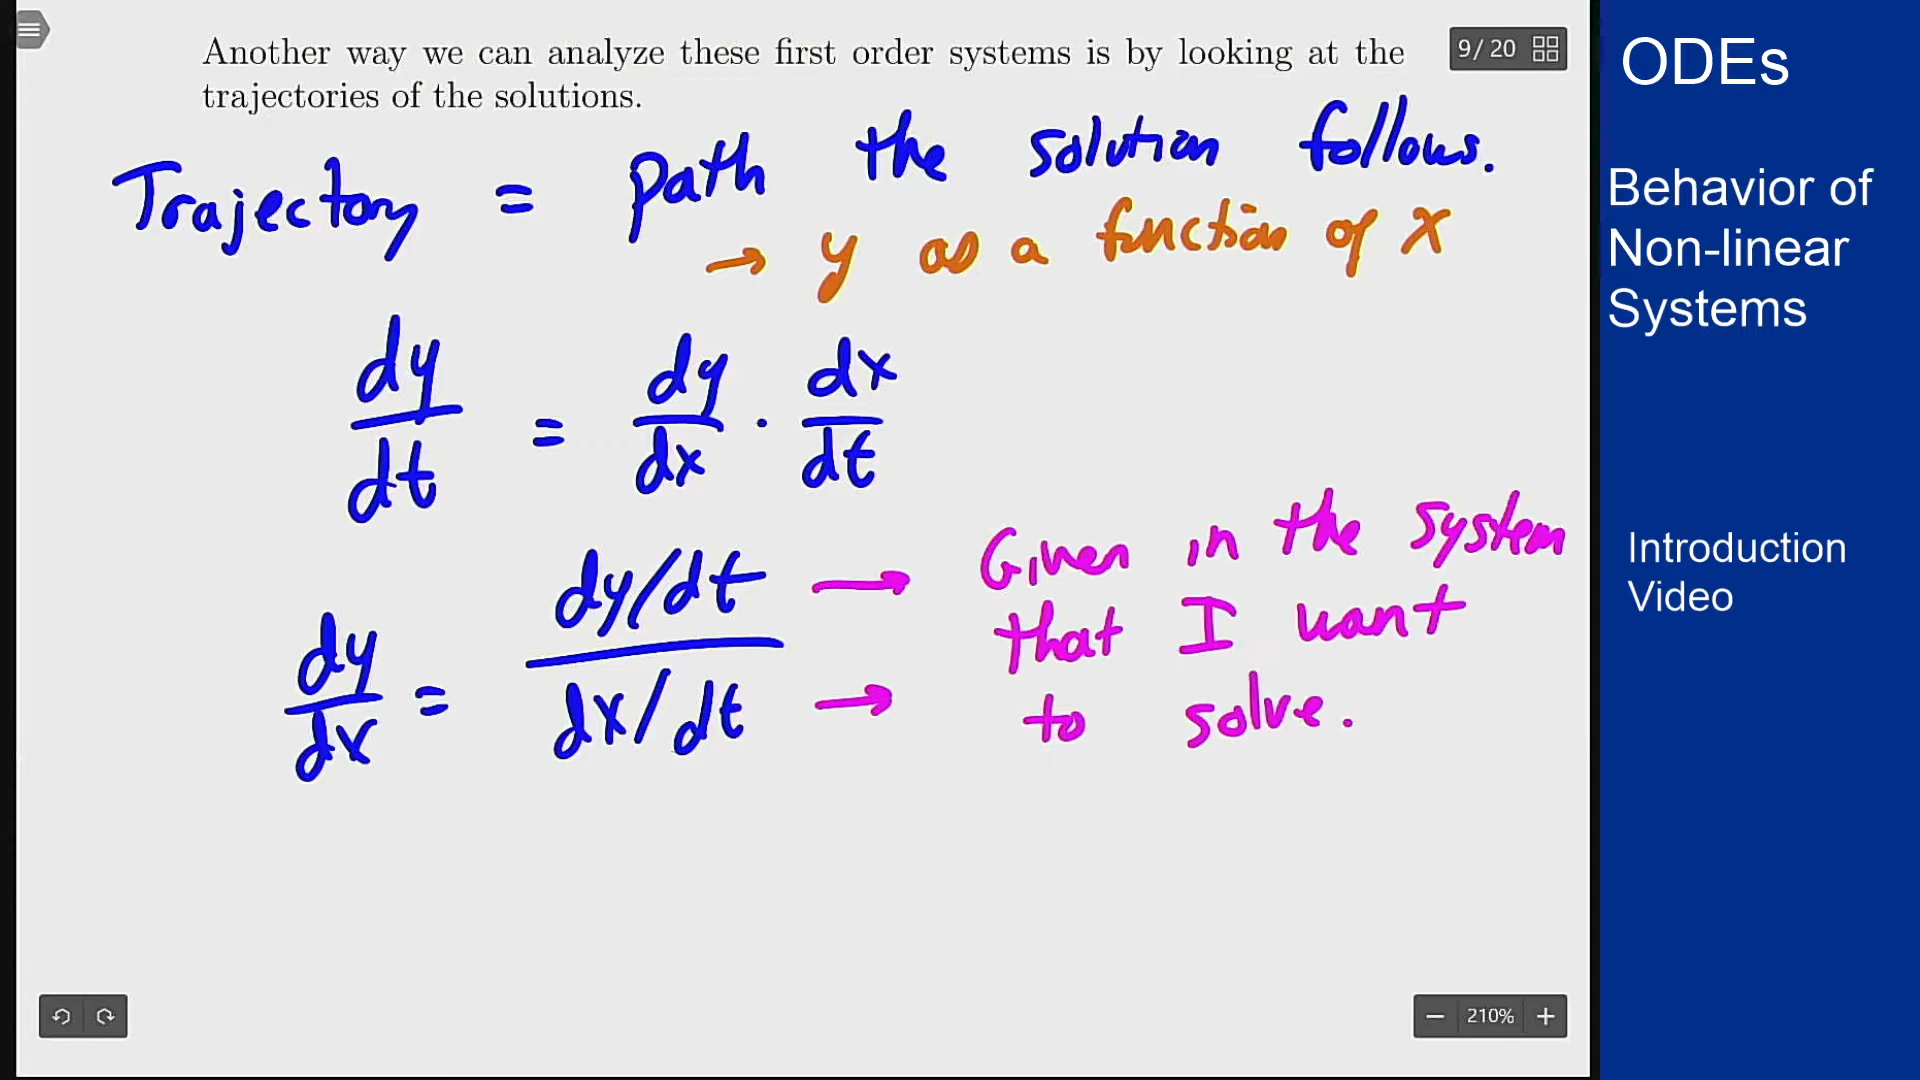 Another way we can analyze these first order systems is by looking at the
trajectories of the solutions.
9/ 20
Trajectory = Path the solution follows.
→ y as a function of x
dy/dt = dy/dx · dx/dt
dy/dx = (dy/dt)/(dx/dt)
→ Given in the system
that I want
→ to solve.
210%
ODEs
Behavior of
Non-linear
Systems
Introduction
Video